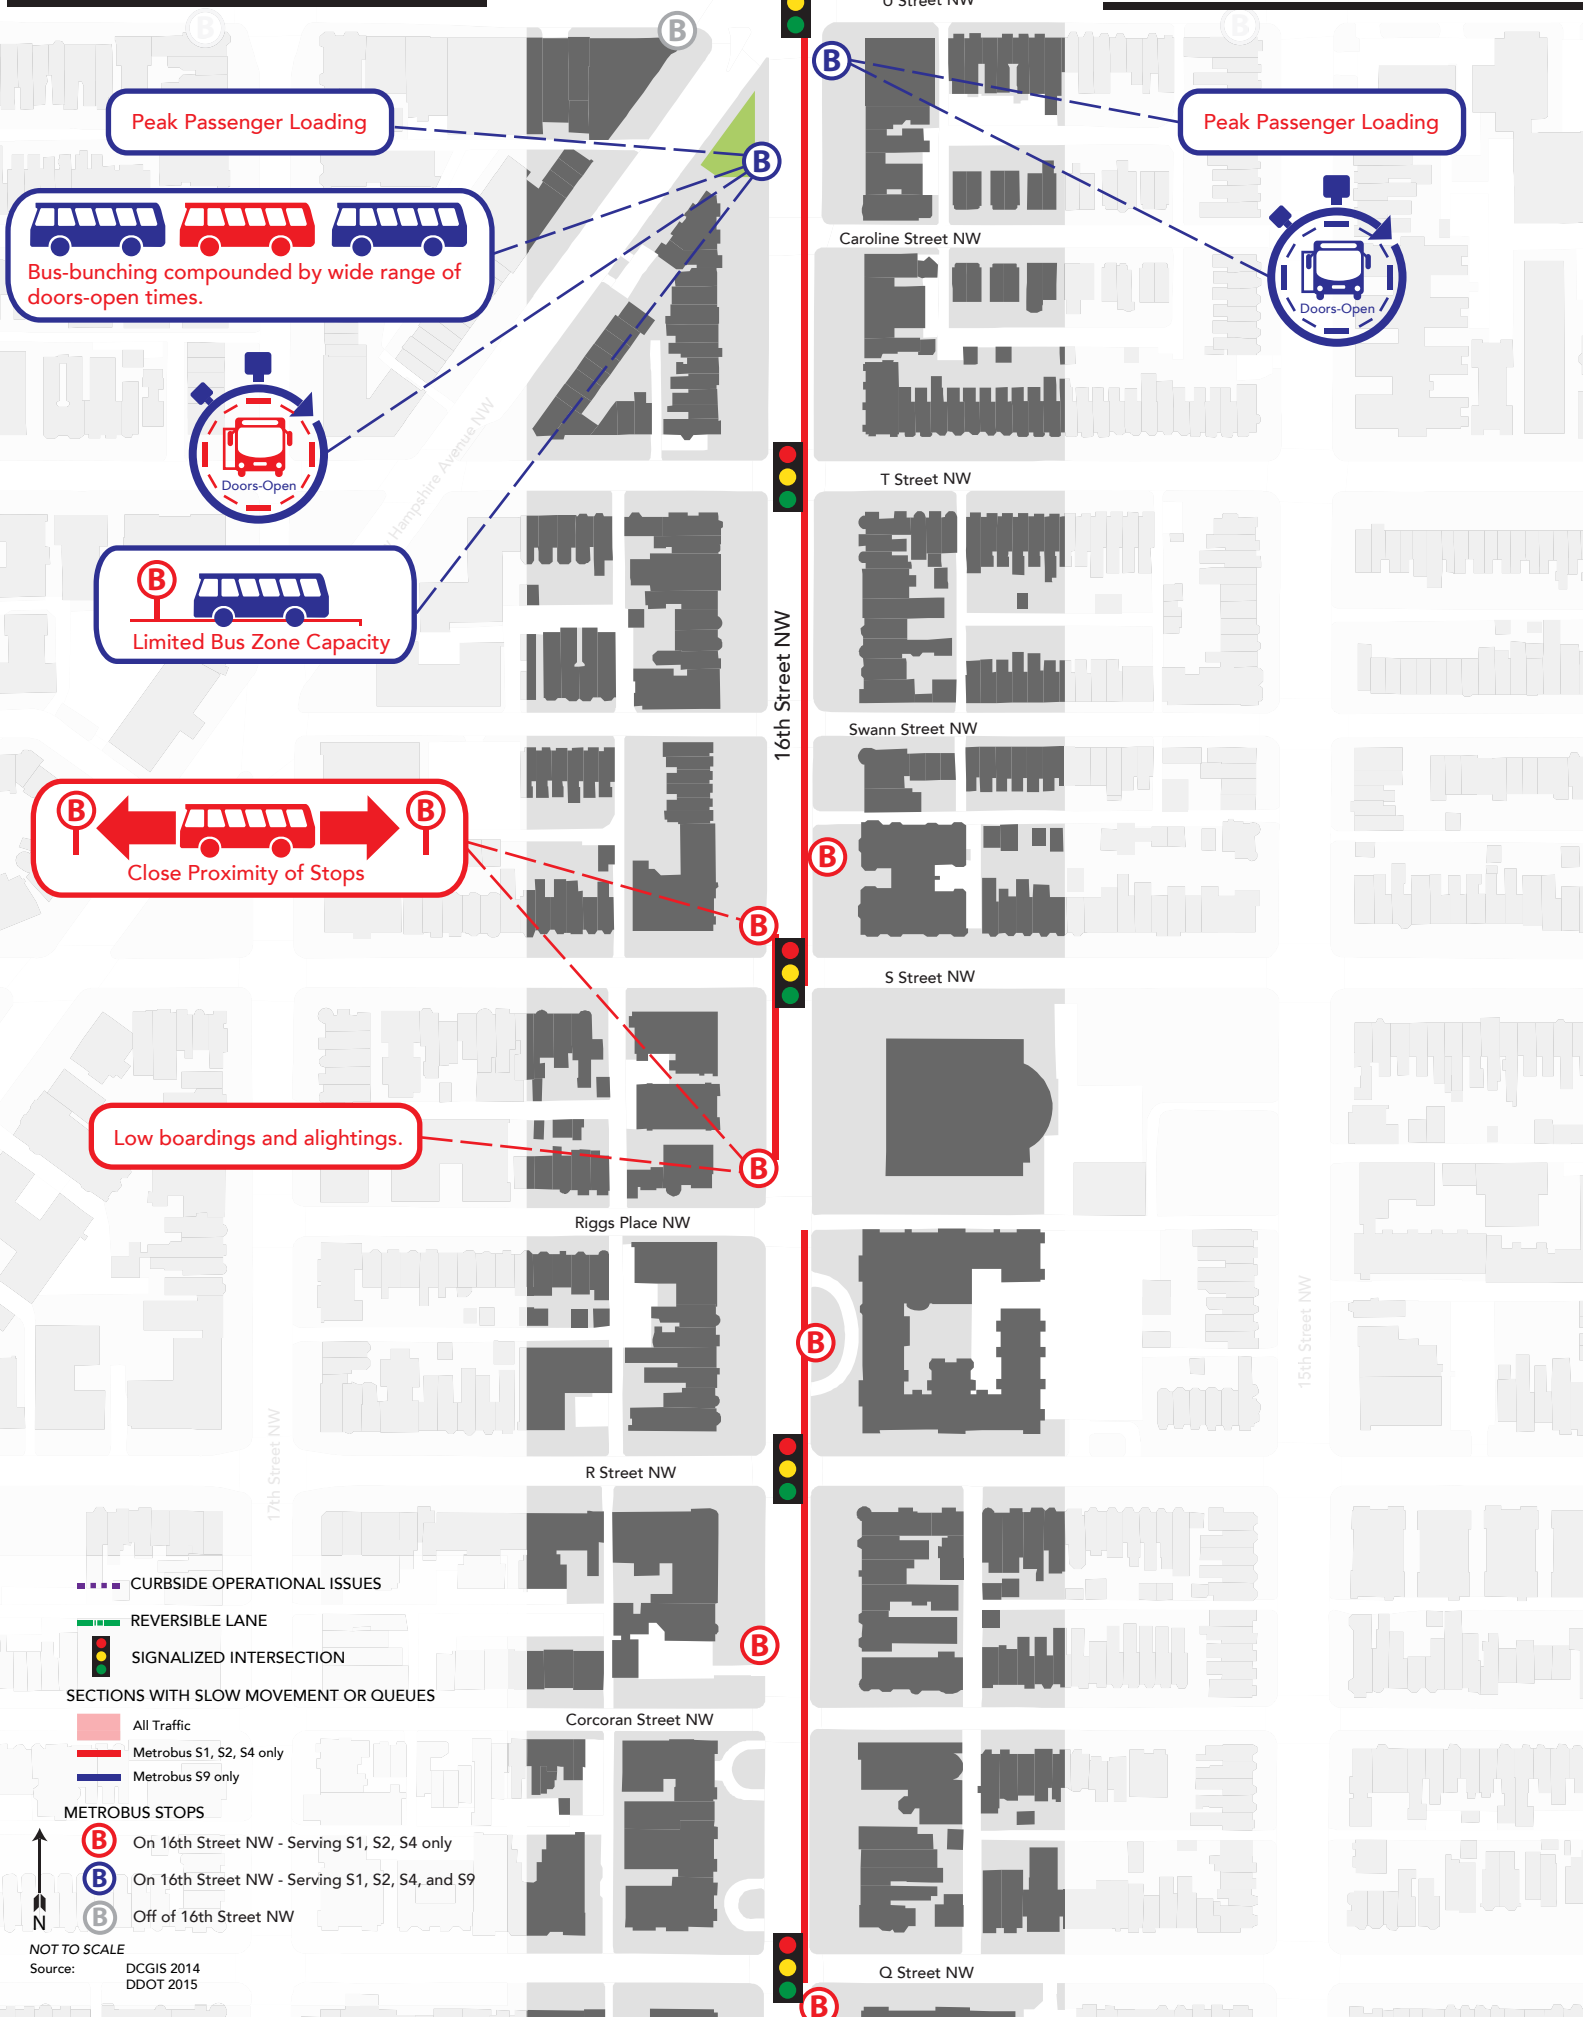 U Street NW
B
B
B
B
Peak Passenger Loading
Peak Passenger Loading
B
Bus-bunching compounded by wide range of
doors-open times.
Caroline Street NW
Doors-Open
Doors-Open
Hampshire Avenue NW
T Street NW
B
Limited Bus Zone Capacity
16th Street NW
Swann Street NW
B
B
Close Proximity of Stops
B
B
S Street NW
Low boardings and alightings.
B
Riggs Place NW
B
15th Street NW
17th Street NW
R Street NW
B
Corcoran Street NW
Q Street NW
B
CURBSIDE OPERATIONAL ISSUES
REVERSIBLE LANE
SIGNALIZED INTERSECTION
SECTIONS WITH SLOW MOVEMENT OR QUEUES
All Traffic
Metrobus S1, S2, S4 only
Metrobus S9 only
METROBUS STOPS
B On 16th Street NW - Serving S1, S2, S4 only
B On 16th Street NW - Serving S1, S2, S4, and S9
B Off of 16th Street NW
N
NOT TO SCALE
Source: DCGIS 2014
DDOT 2015